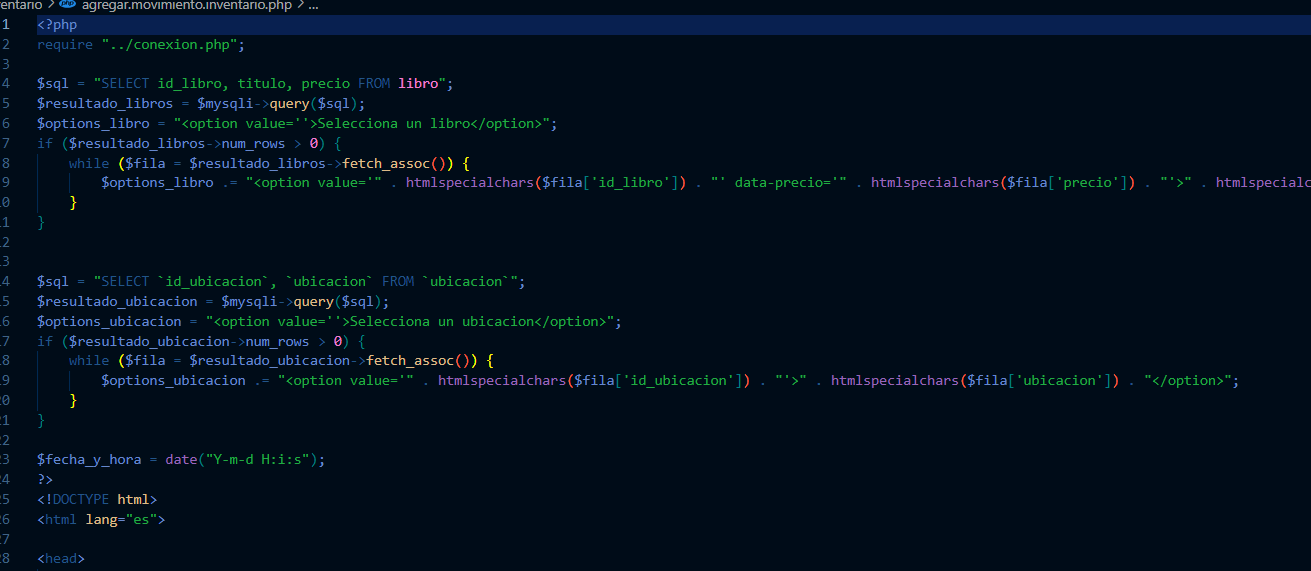 entario > php agregar.movimiento.inventario.php > ...
1 <?php
2 require "../conexion.php";
3
4 $sql = "SELECT id_libro, titulo, precio FROM libro";
5 $resultado_libros = $mysqli->query($sql);
6 $options_libro = "<option value=''>Selecciona un libro</option>";
7 if ($resultado_libros->num_rows > 0) {
8 while ($fila = $resultado_libros->fetch_assoc()) {
9 $options_libro .= "<option value='" . htmlspecialchars($fila['id_libro']) . "' data-precio='" . htmlspecialchars($fila['precio']) . "'>" . htmlspecialc
10 }
11 }
12
13
14 $sql = "SELECT `id_ubicacion`, `ubicacion` FROM `ubicacion`";
15 $resultado_ubicacion = $mysqli->query($sql);
16 $options_ubicacion = "<option value=''>Selecciona un ubicacion</option>";
17 if ($resultado_ubicacion->num_rows > 0) {
18 while ($fila = $resultado_ubicacion->fetch_assoc()) {
19 $options_ubicacion .= "<option value='" . htmlspecialchars($fila['id_ubicacion']) . "'>" . htmlspecialchars($fila['ubicacion']) . "</option>";
20 }
21 }
22
23 $fecha_y_hora = date("Y-m-d H:i:s");
24 ?>
25 <!DOCTYPE html>
26 <html lang="es">
27
28 <head>